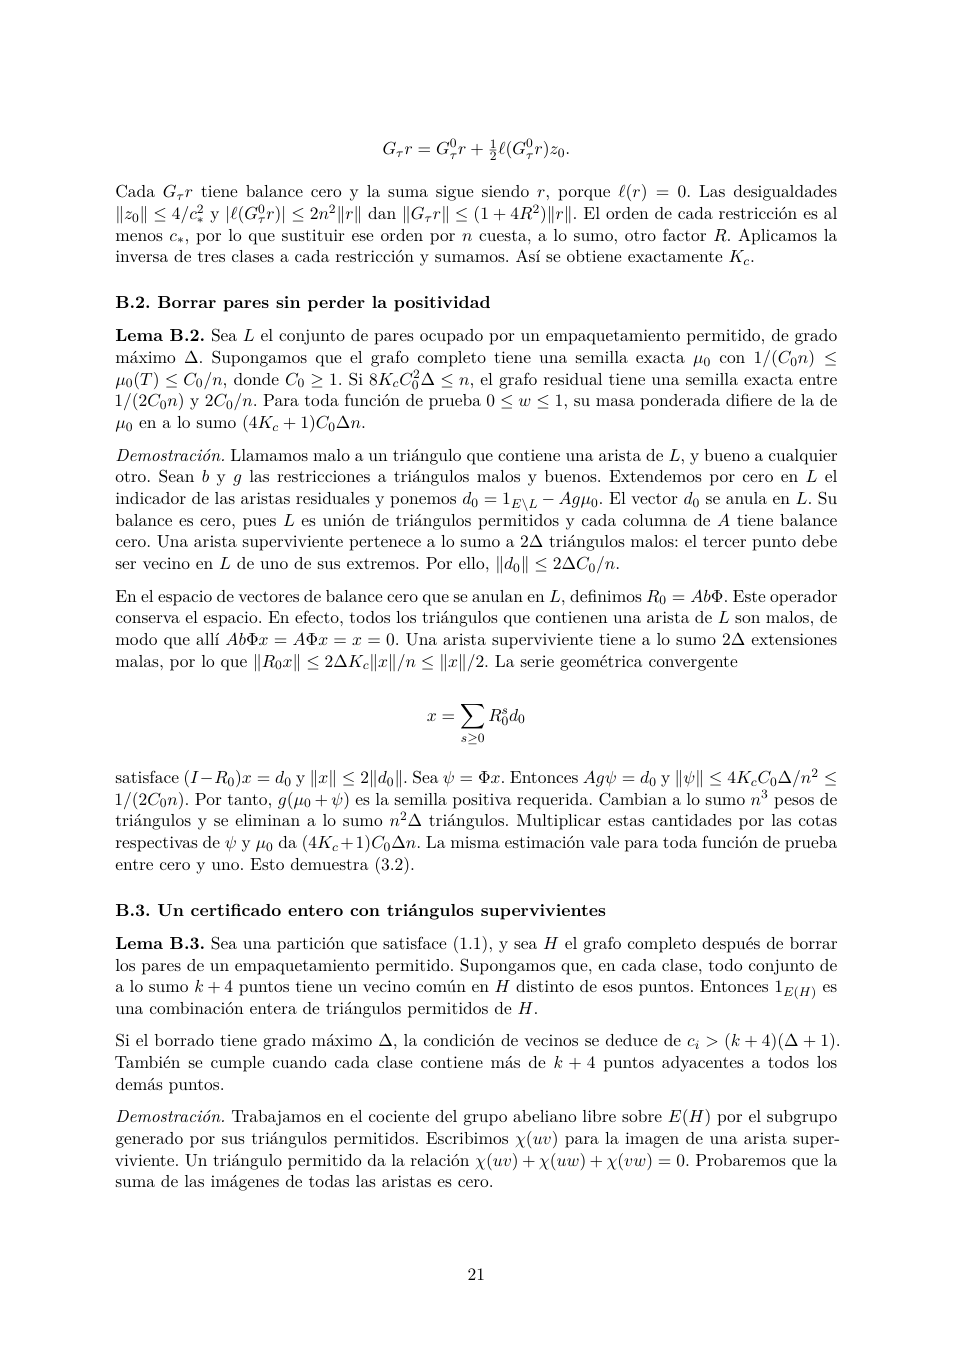 G_τ r = G_τ^0 r + ½ℓ(G_τ^0 r)z_0.
Cada G_τ r tiene balance cero y la suma sigue siendo r, porque ℓ(r) = 0. Las desigualdades
‖z_0‖ ≤ 4/c_*^2 y |ℓ(G_τ^0 r)| ≤ 2n^2‖r‖ dan ‖G_τ r‖ ≤ (1 + 4R^2)‖r‖. El orden de cada restricción es al
menos c_*, por lo que sustituir ese orden por n cuesta, a lo sumo, otro factor R. Aplicamos la
inversa de tres clases a cada restricción y sumamos. Así se obtiene exactamente K_c.
B.2. Borrar pares sin perder la positividad
Lema B.2. Sea L el conjunto de pares ocupado por un empaquetamiento permitido, de grado
máximo Δ. Supongamos que el grafo completo tiene una semilla exacta μ_0 con 1/(C_0 n) ≤
μ_0(T) ≤ C_0/n, donde C_0 ≥ 1. Si 8K_c C_0^2 Δ ≤ n, el grafo residual tiene una semilla exacta entre
1/(2C_0 n) y 2C_0/n. Para toda función de prueba 0 ≤ w ≤ 1, su masa ponderada difiere de la de
μ_0 en a lo sumo (4K_c + 1)C_0 Δn.
Demostración. Llamamos malo a un triángulo que contiene una arista de L, y bueno a cualquier
otro. Sean b y g las restricciones a triángulos malos y buenos. Extendemos por cero en L el
indicador de las aristas residuales y ponemos d_0 = 1_{E\L} − Agμ_0. El vector d_0 se anula en L. Su
balance es cero, pues L es unión de triángulos permitidos y cada columna de A tiene balance
cero. Una arista superviviente pertenece a lo sumo a 2Δ triángulos malos: el tercer punto debe
ser vecino en L de uno de sus extremos. Por ello, ‖d_0‖ ≤ 2ΔC_0/n.
En el espacio de vectores de balance cero que se anulan en L, definimos R_0 = AbΦ. Este operador
conserva el espacio. En efecto, todos los triángulos que contienen una arista de L son malos, de
modo que allí AbΦx = AΦx = x = 0. Una arista superviviente tiene a lo sumo 2Δ extensiones
malas, por lo que ‖R_0 x‖ ≤ 2ΔK_c‖x‖/n ≤ ‖x‖/2. La serie geométrica convergente
x = ∑_{s≥0} R_0^s d_0
satisface (I−R_0)x = d_0 y ‖x‖ ≤ 2‖d_0‖. Sea ψ = Φx. Entonces Agψ = d_0 y ‖ψ‖ ≤ 4K_c C_0 Δ/n^2 ≤
1/(2C_0 n). Por tanto, g(μ_0 + ψ) es la semilla positiva requerida. Cambian a lo sumo n^3 pesos de
triángulos y se eliminan a lo sumo n^2Δ triángulos. Multiplicar estas cantidades por las cotas
respectivas de ψ y μ_0 da (4K_c+1)C_0 Δn. La misma estimación vale para toda función de prueba
entre cero y uno. Esto demuestra (3.2).
B.3. Un certificado entero con triángulos supervivientes
Lema B.3. Sea una partición que satisface (1.1), y sea H el grafo completo después de borrar
los pares de un empaquetamiento permitido. Supongamos que, en cada clase, todo conjunto de
a lo sumo k + 4 puntos tiene un vecino común en H distinto de esos puntos. Entonces 1_{E(H)} es
una combinación entera de triángulos permitidos de H.
Si el borrado tiene grado máximo Δ, la condición de vecinos se deduce de c_i > (k + 4)(Δ + 1).
También se cumple cuando cada clase contiene más de k + 4 puntos adyacentes a todos los
demás puntos.
Demostración. Trabajamos en el cociente del grupo abeliano libre sobre E(H) por el subgrupo
generado por sus triángulos permitidos. Escribimos χ(uv) para la imagen de una arista super-
viviente. Un triángulo permitido da la relación χ(uv) + χ(uw) + χ(vw) = 0. Probaremos que la
suma de las imágenes de todas las aristas es cero.
21